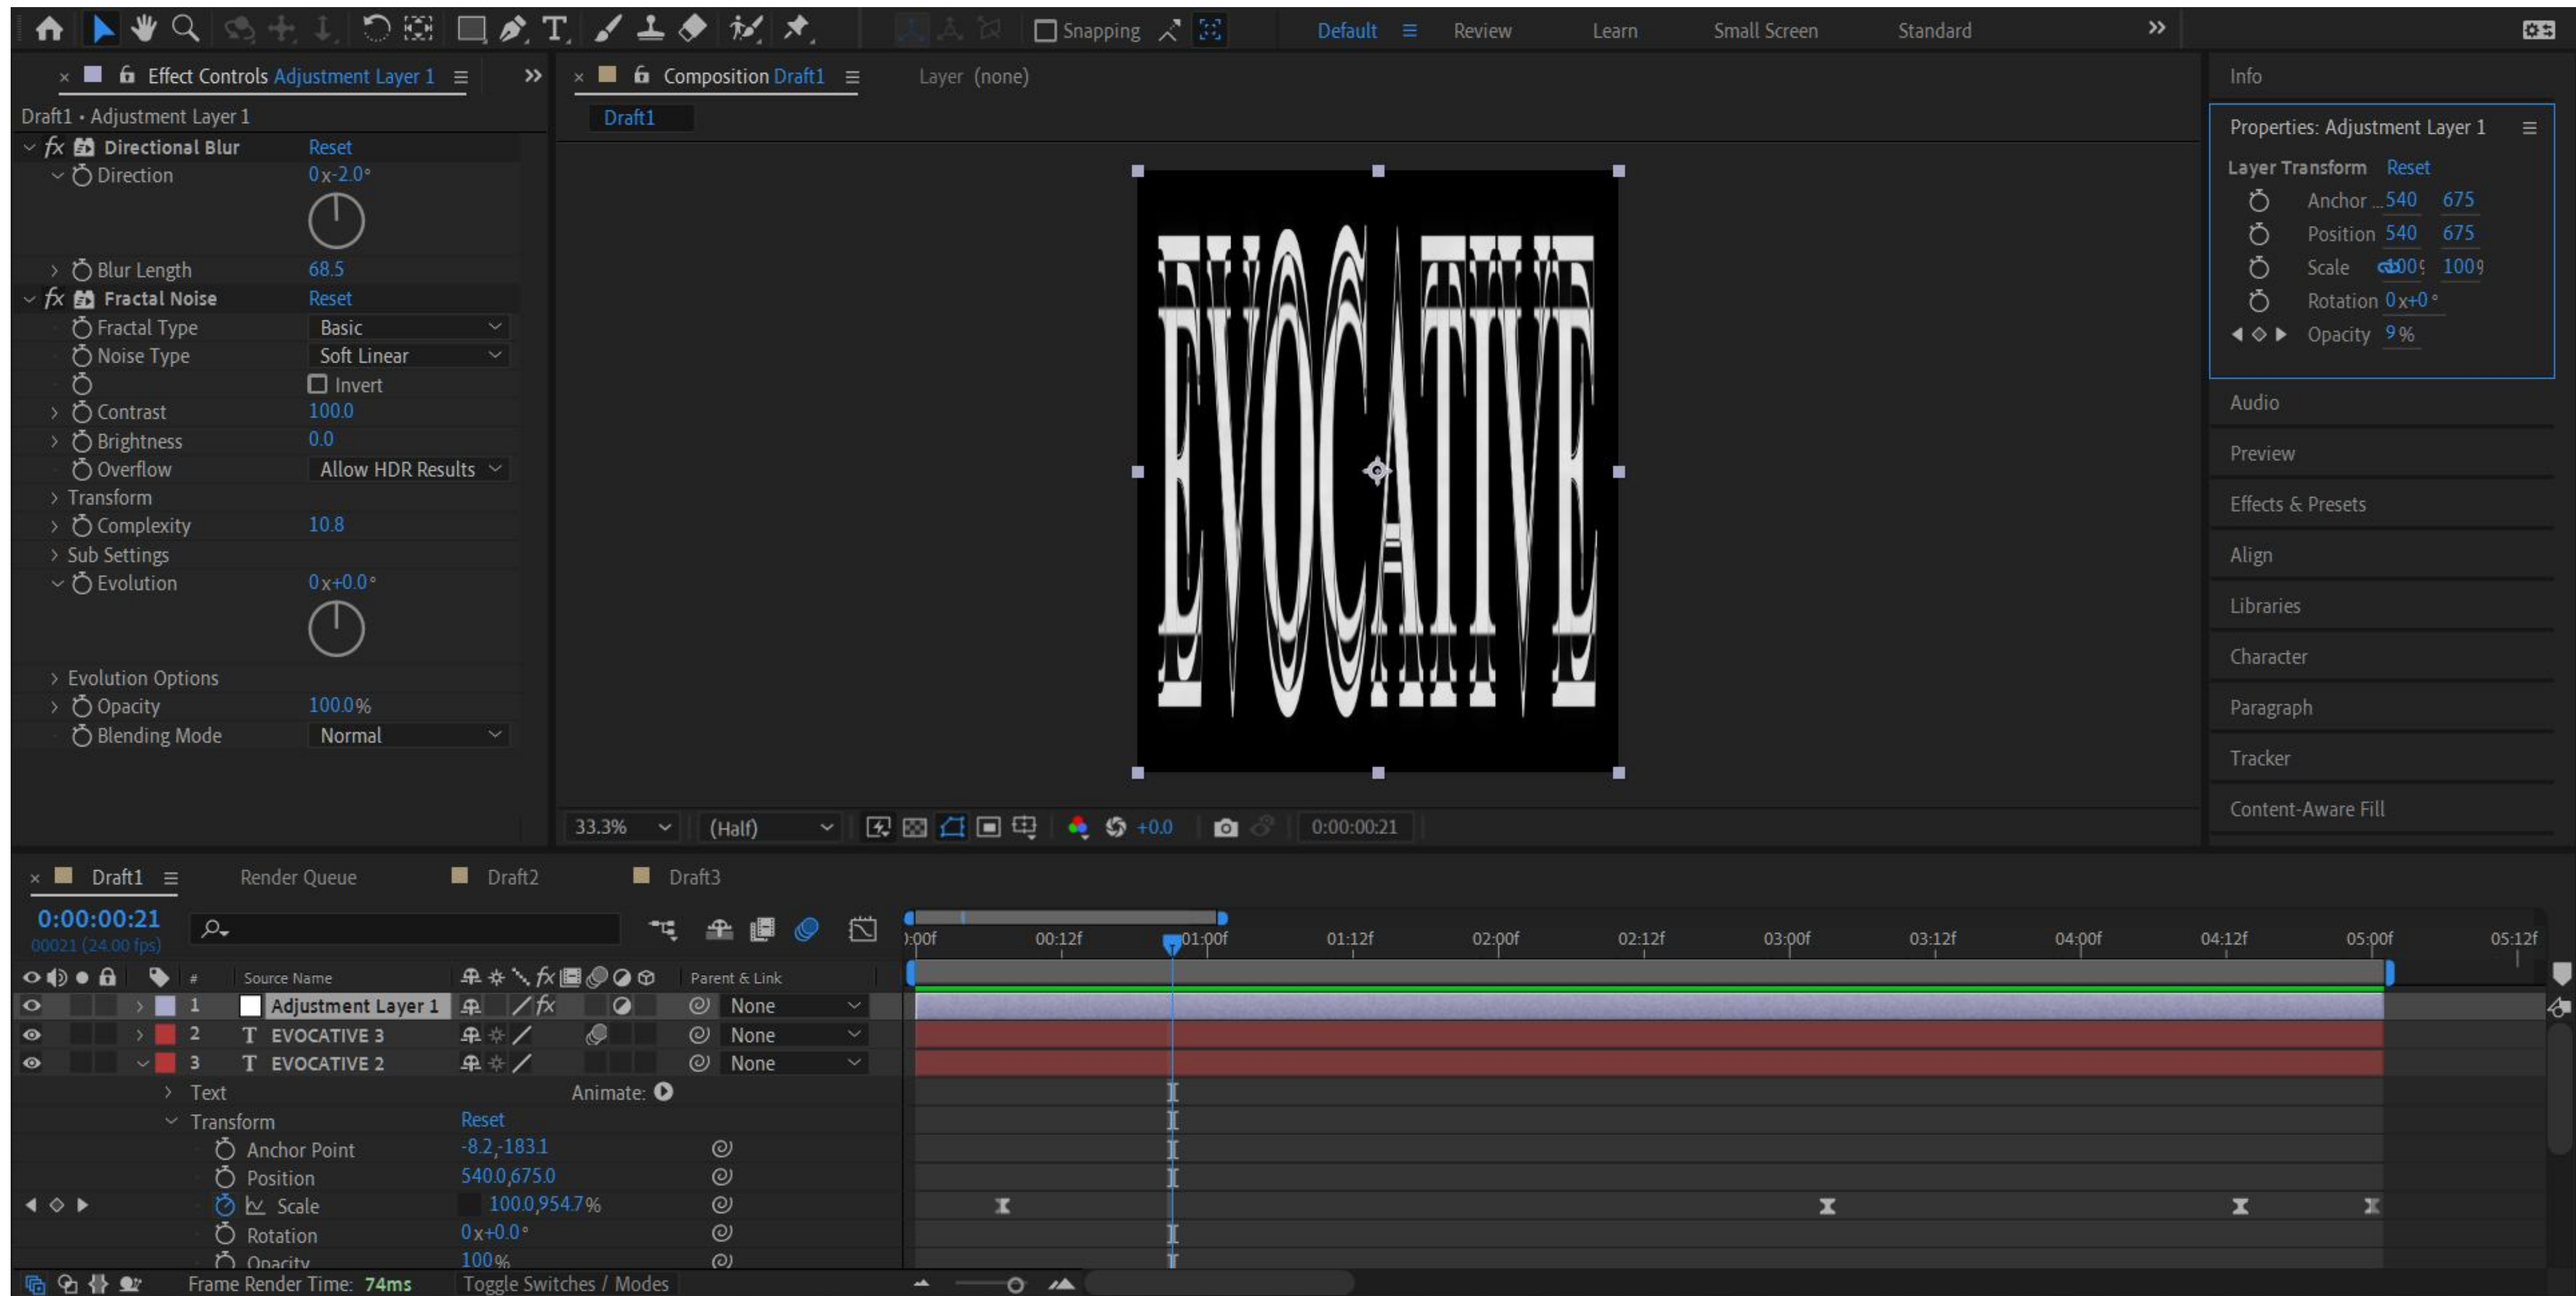 Snapping Default Review Learn Small Screen Standard
Effect Controls Adjustment Layer 1 Composition Draft1 Layer (none) Info
Draft1 • Adjustment Layer 1 Draft1
fx Directional Blur Reset
Direction 0x-2.0°
Blur Length 68.5
fx Fractal Noise Reset
Fractal Type Basic
Noise Type Soft Linear
Invert
Contrast 100.0
Brightness 0.0
Overflow Allow HDR Results
Transform
Complexity 10.8
Sub Settings
Evolution 0x+0.0°
Evolution Options
Opacity 100.0%
Blending Mode Normal
EVOCATIVE
Properties: Adjustment Layer 1
Layer Transform Reset
Anchor ... 540 675
Position 540 675
Scale 100 100
Rotation 0x+0°
Opacity 9%
Audio
Preview
Effects & Presets
Align
Libraries
Character
Paragraph
Tracker
Content-Aware Fill
33.3% (Half) +0.0 0:00:00:21
Draft1 Render Queue Draft2 Draft3
0:00:00:21
00021 (24.00 fps)
):00f 00:12f 01:00f 01:12f 02:00f 02:12f 03:00f 03:12f 04:00f 04:12f 05:00f 05:12f
# Source Name fx Parent & Link
1 Adjustment Layer 1 fx None
2 T EVOCATIVE 3 None
3 T EVOCATIVE 2 None
Text Animate:
Transform Reset
Anchor Point -8.2,-183.1
Position 540.0,675.0
Scale 100.0,954.7%
Rotation 0x+0.0°
Opacity 100%
Frame Render Time: 74ms Toggle Switches / Modes